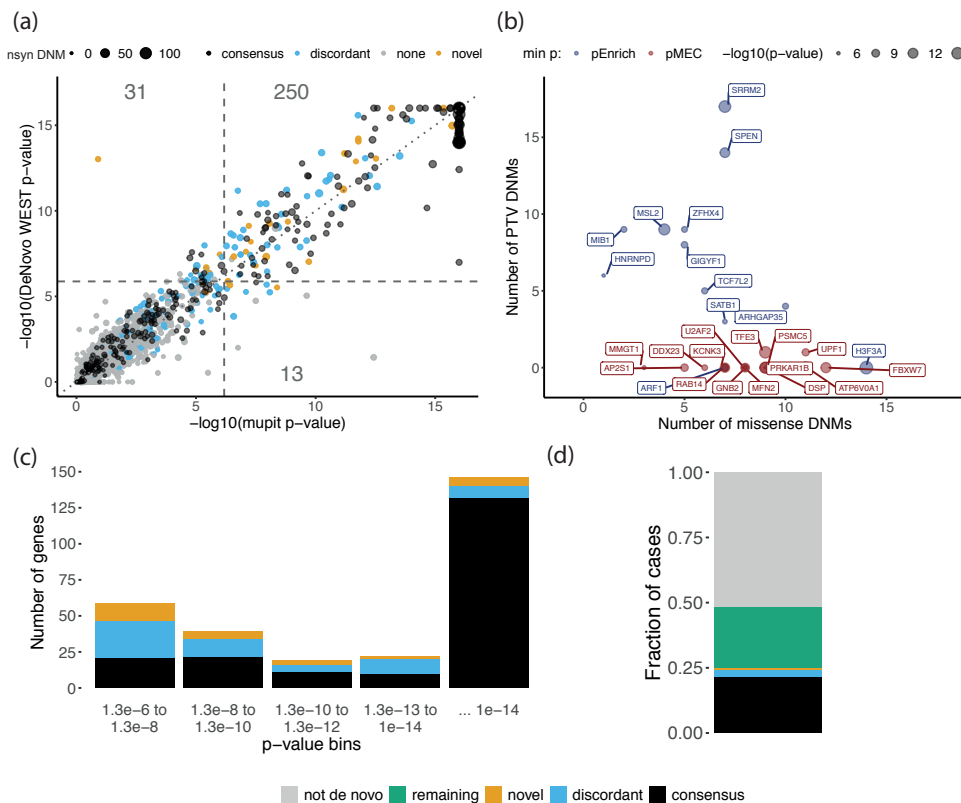 (a)
nsyn DNM 0 50 100 consensus discordant none novel
31 250
15
10
5
0
−log10(DeNovo WEST p−value)
13
0 5 10 15
−log10(mupit p−value)
(b)
min p: pEnrich pMEC −log10(p−value) 6 9 12
15
10
5
0
Number of PTV DNMs
SRRM2
SPEN
MSL2
ZFHX4
MIB1
GIGYF1
HNRNPD
TCF7L2
SATB1
ARHGAP35
U2AF2
TFE3
PSMC5
MMGT1
DDX23
KCNK3
UPF1
H3F3A
AP2S1
PRKAR1B
FBXW7
ARF1
RAB14
GNB2
MFN2
DSP
ATP6V0A1
5 10 15
Number of missense DNMs
(c)
150
125
100
75
50
25
0
Number of genes
1.3e−6 to 1.3e−8
1.3e−8 to 1.3e−10
1.3e−10 to 1.3e−12
1.3e−13 to 1e−14
... 1e−14
p−value bins
(d)
1.00
0.75
0.50
0.25
0.00
Fraction of cases
not de novo remaining novel discordant consensus